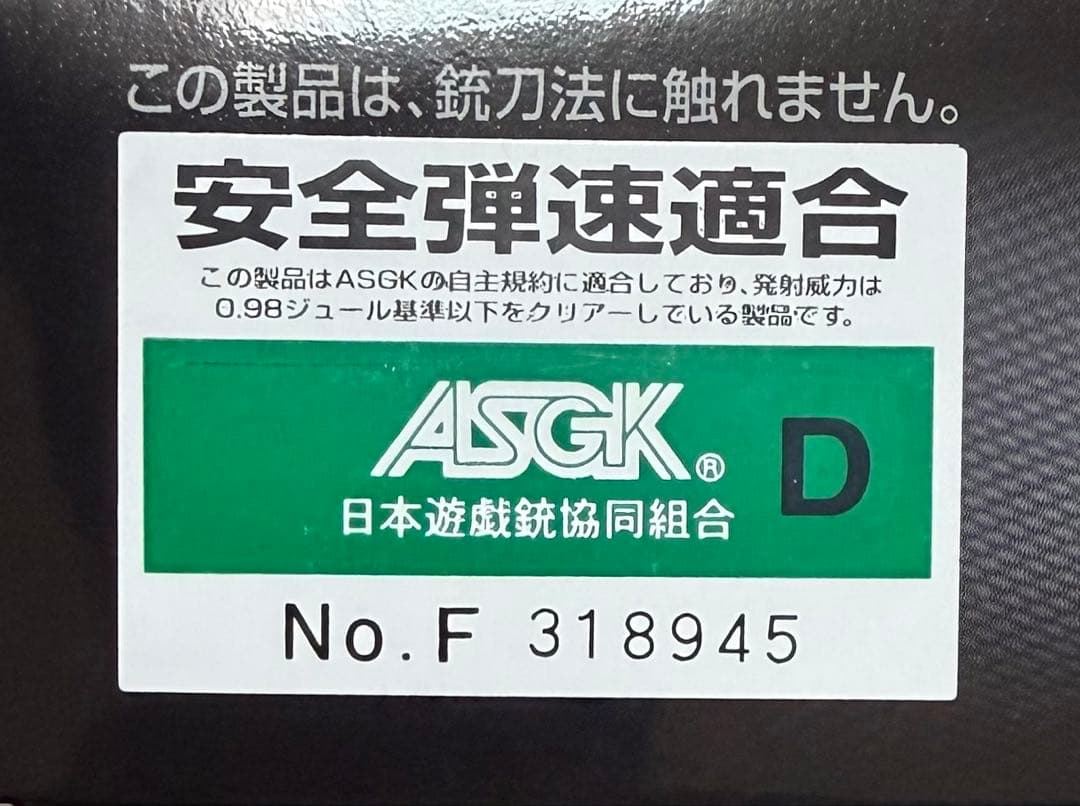 この製品は、銃刀法に触れません。
安全弾速適合
この製品はASGKの自主規約に適合しており、発射威力は
0.98ジュール基準以下をクリアーしている製品です。
ASGK®
D
日本遊戯銃協同組合
No.F 318945